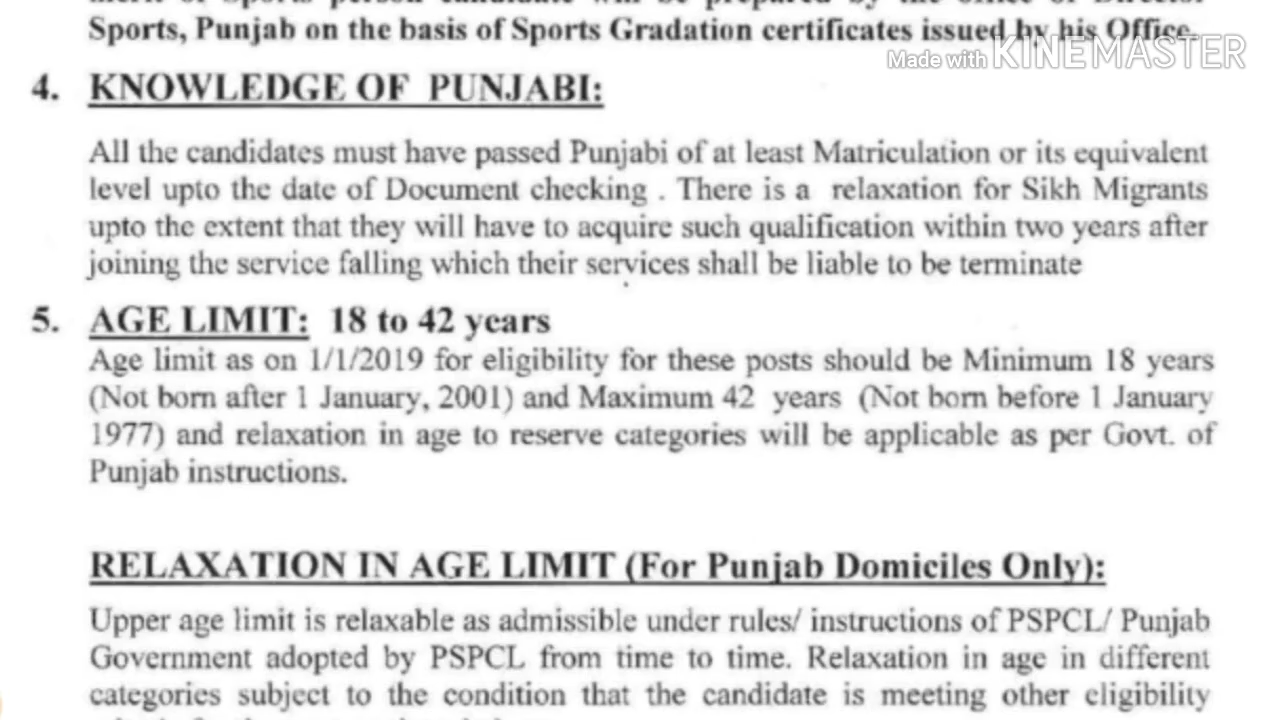 Sports, Punjab on the basis of Sports Gradation certificates issued by his Office.
Made with KINEMASTER
4. KNOWLEDGE OF PUNJABI:
All the candidates must have passed Punjabi of at least Matriculation or its equivalent
level upto the date of Document checking . There is a relaxation for Sikh Migrants
upto the extent that they will have to acquire such qualification within two years after
joining the service falling which their services shall be liable to be terminate
5. AGE LIMIT: 18 to 42 years
Age limit as on 1/1/2019 for eligibility for these posts should be Minimum 18 years
(Not born after 1 January, 2001) and Maximum 42 years (Not born before 1 January
1977) and relaxation in age to reserve categories will be applicable as per Govt. of
Punjab instructions.
RELAXATION IN AGE LIMIT (For Punjab Domiciles Only):
Upper age limit is relaxable as admissible under rules/ instructions of PSPCL/ Punjab
Government adopted by PSPCL from time to time. Relaxation in age in different
categories subject to the condition that the candidate is meeting other eligibility